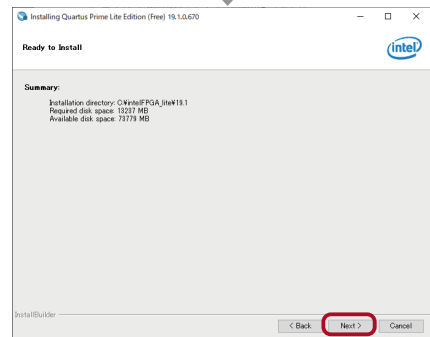 Installing Quartus Prime Lite Edition (Free) 19.1.0.670
Ready to Install
intel
Summary:
Installation directory: C:¥intelFPGA_lite¥19.1
Required disk space: 13237 MB
Available disk space: 73779 MB
InstallBuilder
< Back
Next >
Cancel